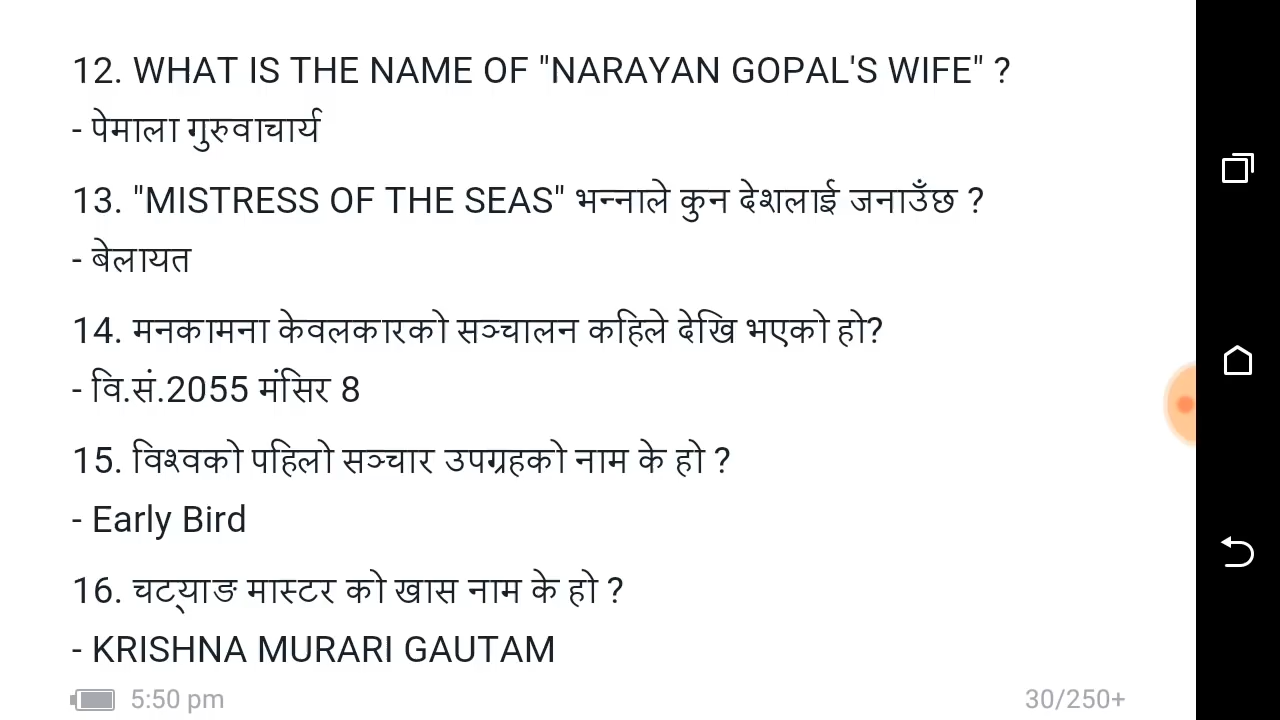 12. WHAT IS THE NAME OF "NARAYAN GOPAL'S WIFE" ?
- पेमाला गुरुवाचार्य
13. "MISTRESS OF THE SEAS" भन्नाले कुन देशलाई जनाउँछ ?
- बेलायत
14. मनकामना केवलकारको सञ्चालन कहिले देखि भएको हो?
- वि.सं.2055 मंसिर 8
15. विश्वको पहिलो सञ्चार उपग्रहको नाम के हो ?
- Early Bird
16. चट्याङ मास्टर को खास नाम के हो ?
- KRISHNA MURARI GAUTAM
5:50 pm 30/250+